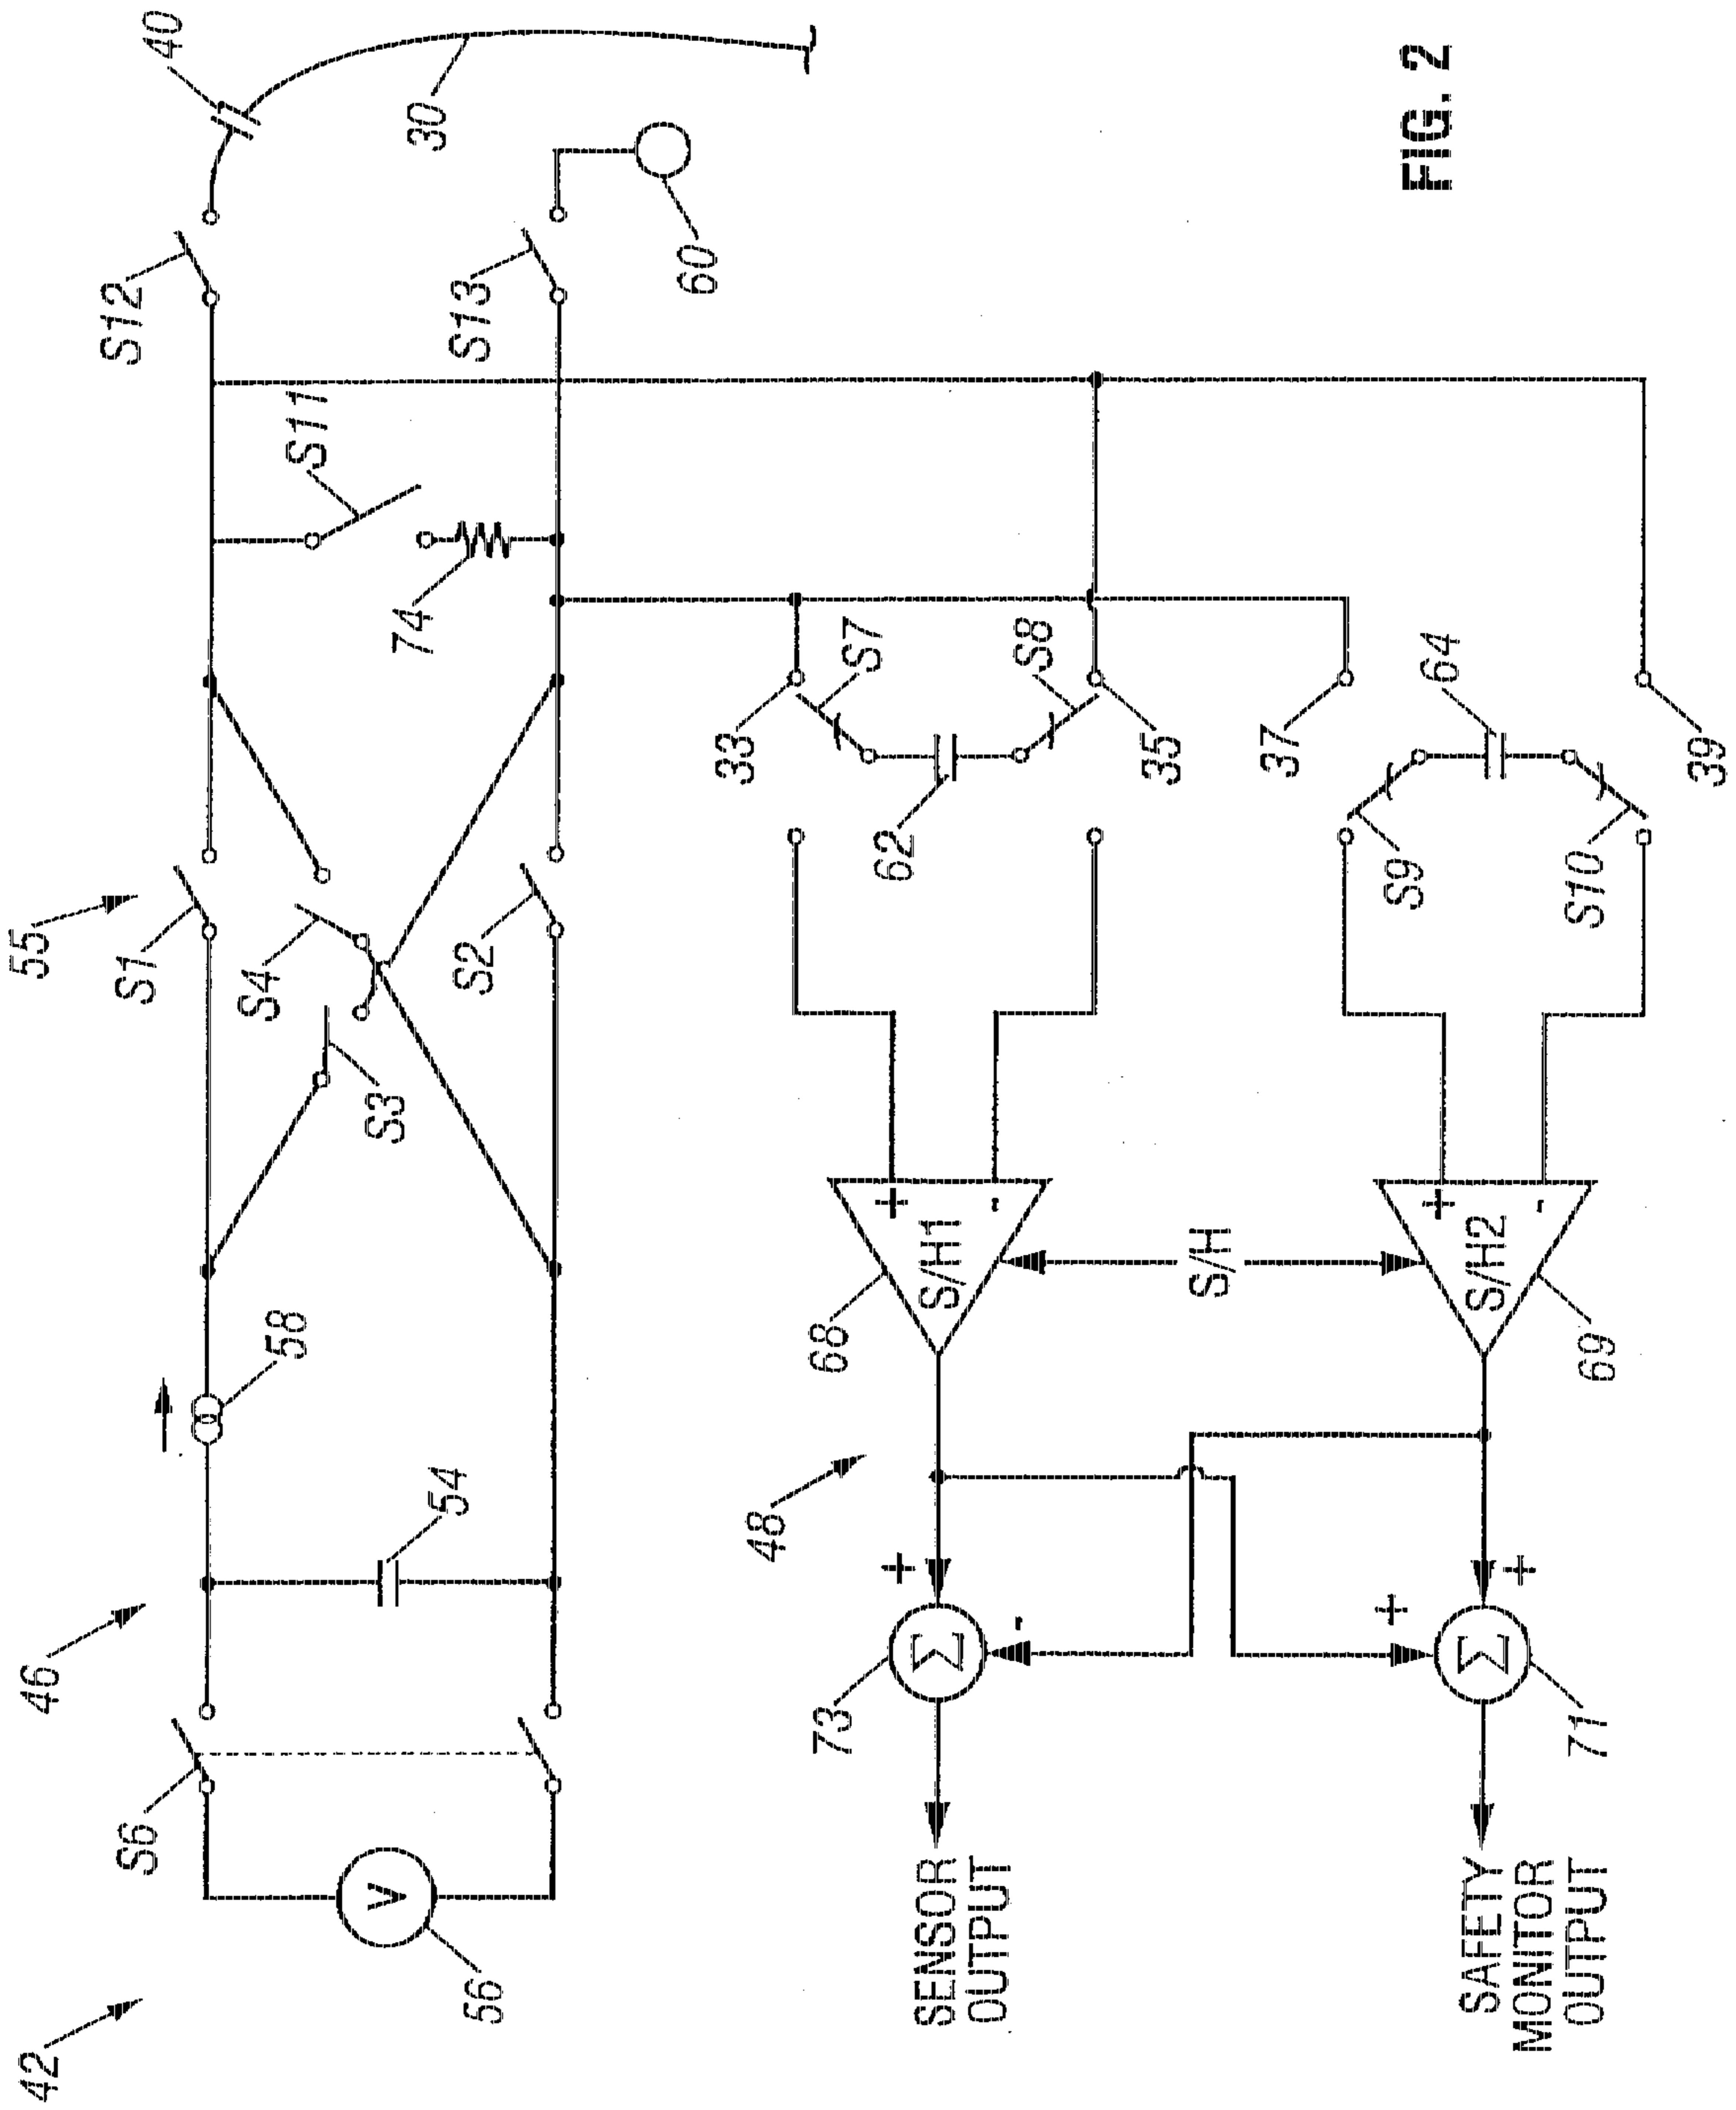 42
46
55
S6
S1
S12
40
S4
58
S11
V
S3
74
30
54
56
S2
S13
60
48
33
73
68
62
S7
+
+
SENSOR
OUTPUT
Σ
S/H1
-
-
S8
35
S/H
37
+
+
S9
64
FIG. 2
SAFETY
MONITOR
OUTPUT
Σ
+
S/H2
-
71
69
S10
39